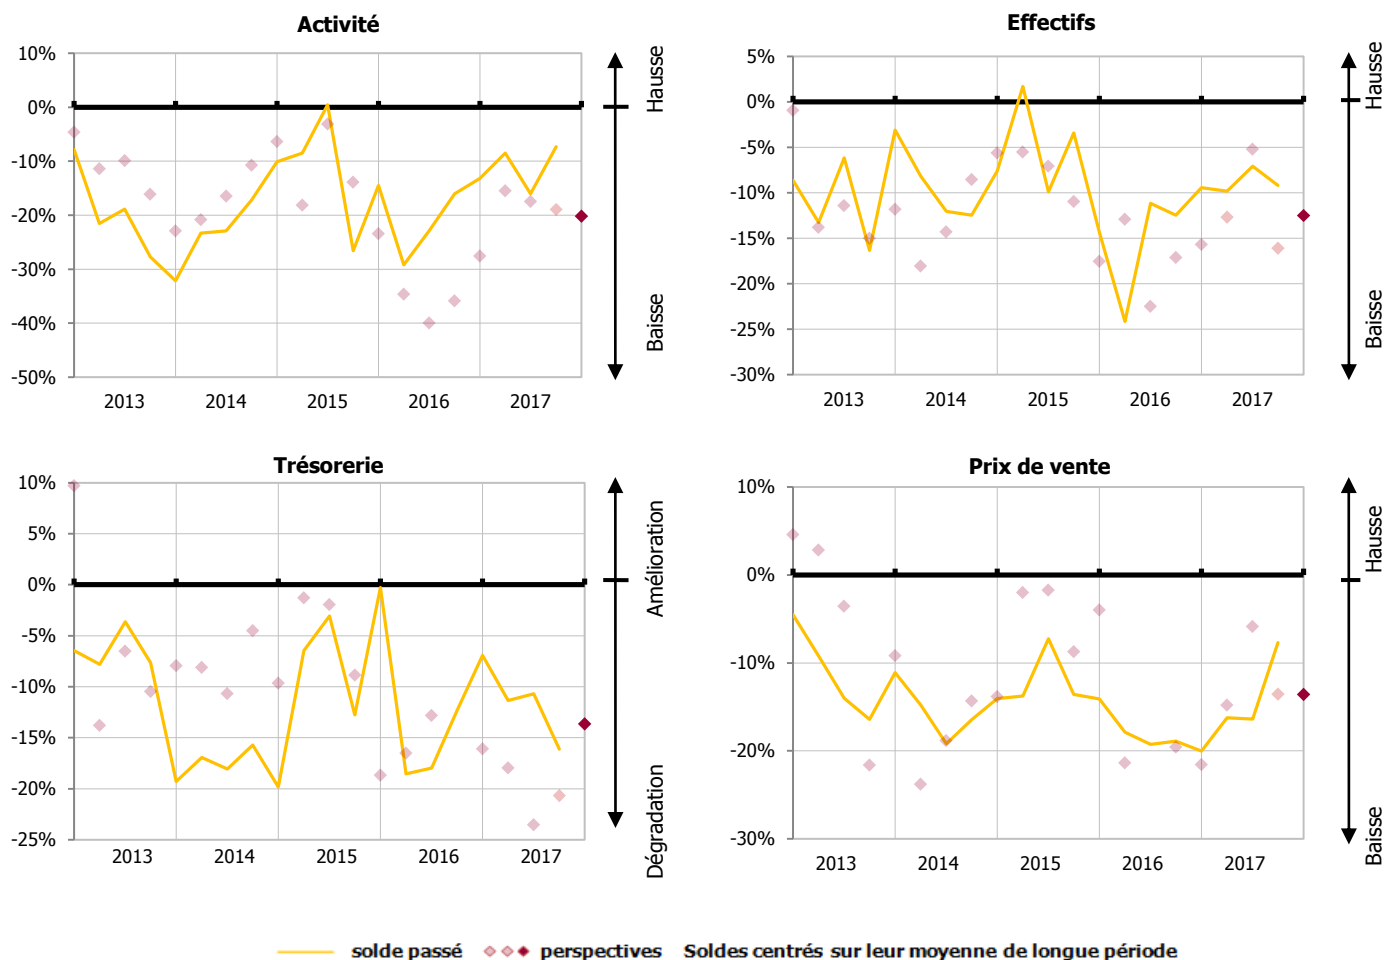 Activité
10%
0%
-10%
-20%
-30%
-40%
-50%
2013 2014 2015 2016 2017
Hausse
Baisse
Effectifs
5%
0%
-5%
-10%
-15%
-20%
-25%
-30%
2013 2014 2015 2016 2017
Hausse
Baisse
Trésorerie
10%
5%
0%
-5%
-10%
-15%
-20%
-25%
2013 2014 2015 2016 2017
Amélioration
Dégradation
Prix de vente
10%
0%
-10%
-20%
-30%
2013 2014 2015 2016 2017
Hausse
Baisse
solde passé perspectives Soldes centrés sur leur moyenne de longue période